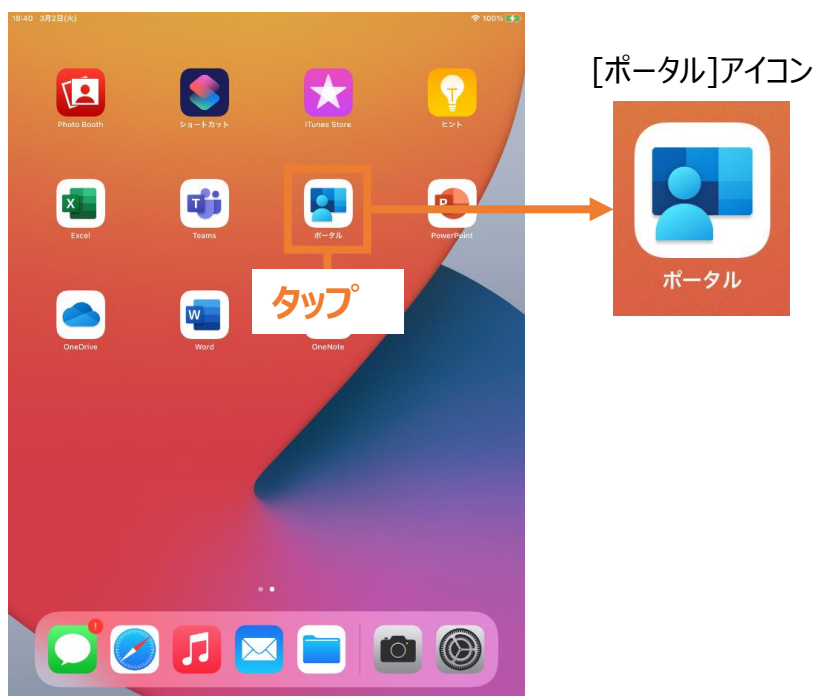 18:40 3月2日(火)
100%
[ポータル]アイコン
Photo Booth
ショートカット
iTunes Store
ヒント
Excel
Teams
ポータル
PowerPoint
ポータル
タップ
OneDrive
Word
OneNote